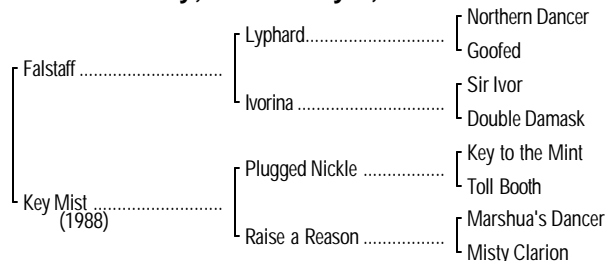 Northern Dancer
Lyphard
Goofed
Falstaff
Sir Ivor
Ivorina
Double Damask
Key to the Mint
Plugged Nickle
Toll Booth
Key Mist
(1988)
Marshua's Dancer
Raise a Reason
Misty Clarion